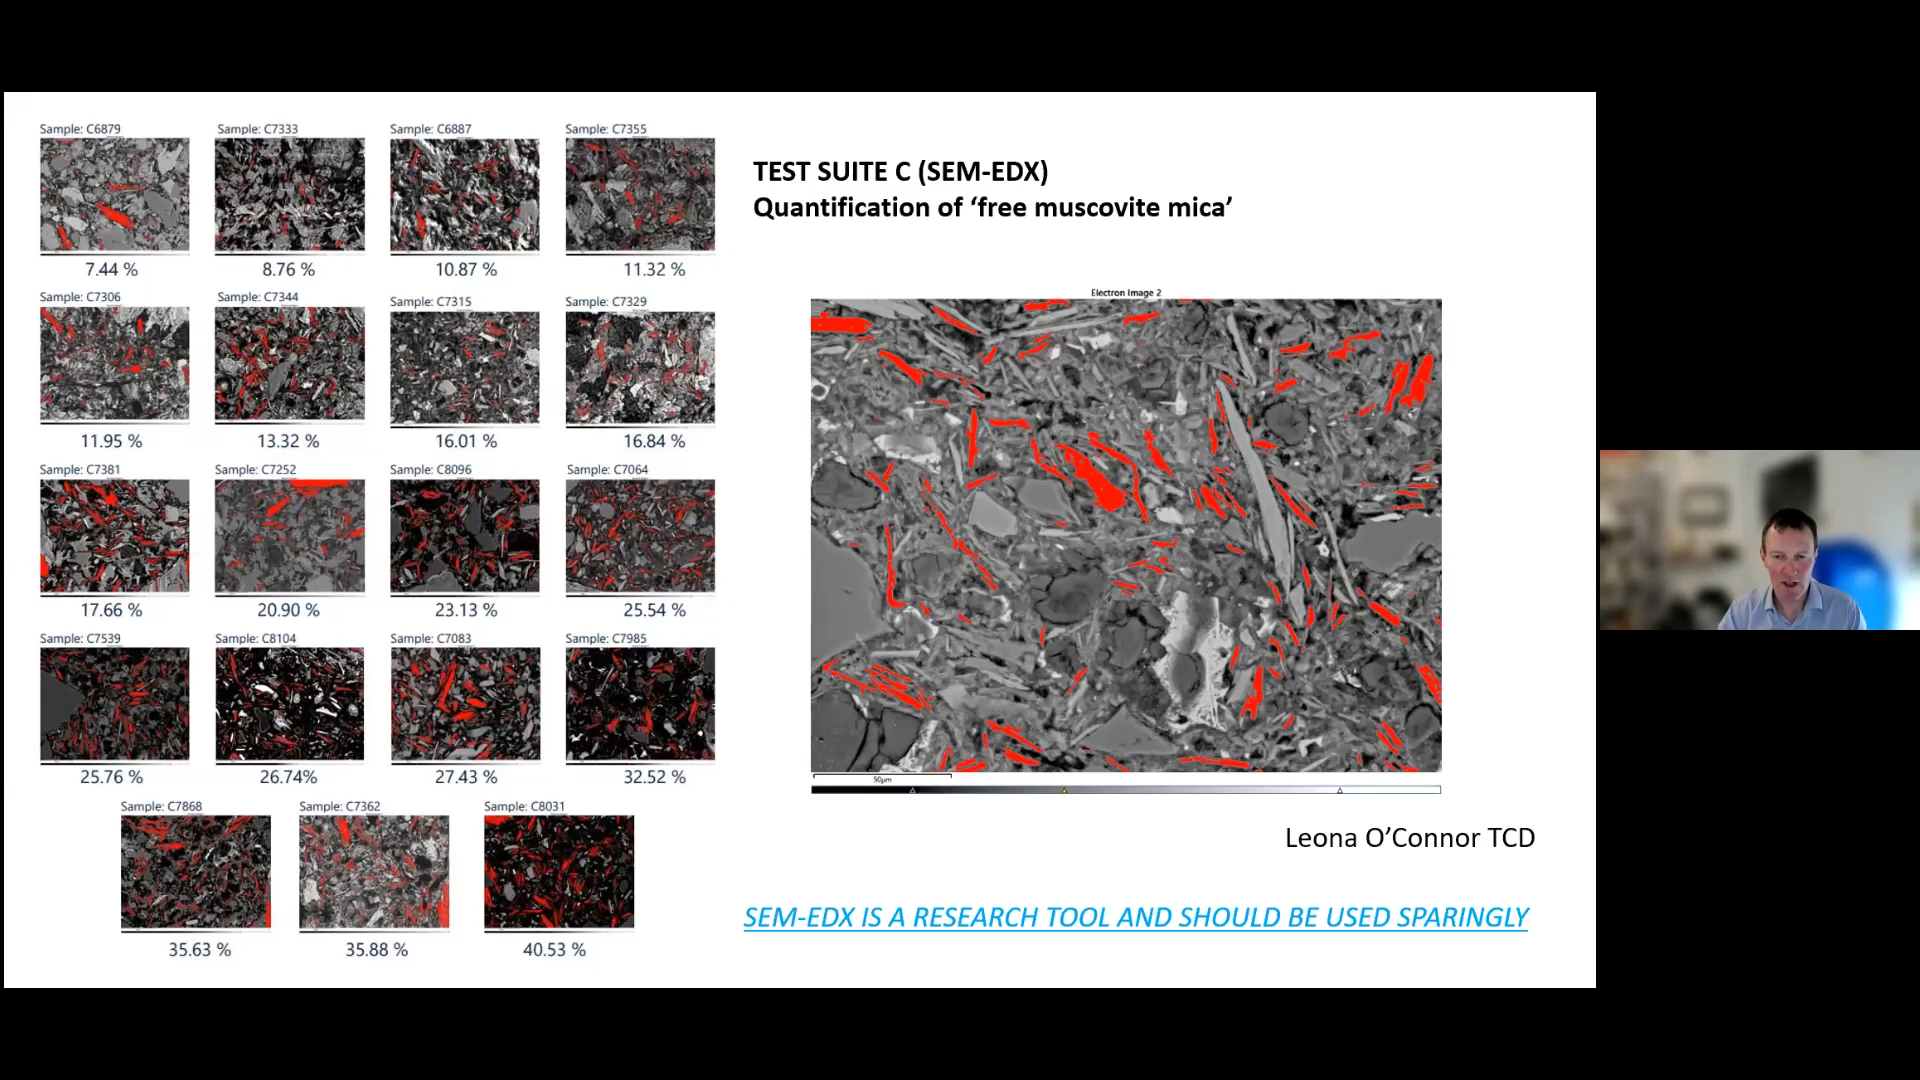 Sample: C6879
Sample: C7333
Sample: C6887
Sample: C7355
7.44 %
8.76 %
10.87 %
11.32 %
Sample: C7306
Sample: C7344
Sample: C7315
Sample: C7329
11.95 %
13.32 %
16.01 %
16.84 %
Sample: C7381
Sample: C7252
Sample: C8096
Sample: C7064
17.66 %
20.90 %
23.13 %
25.54 %
Sample: C7539
Sample: C8104
Sample: C7083
Sample: C7985
25.76 %
26.74%
27.43 %
32.52 %
Sample: C7868
Sample: C7362
Sample: C8031
35.63 %
35.88 %
40.53 %
TEST SUITE C (SEM-EDX)
Quantification of ‘free muscovite mica’
Electron Image 2
50µm
Leona O’Connor TCD
SEM-EDX IS A RESEARCH TOOL AND SHOULD BE USED SPARINGLY